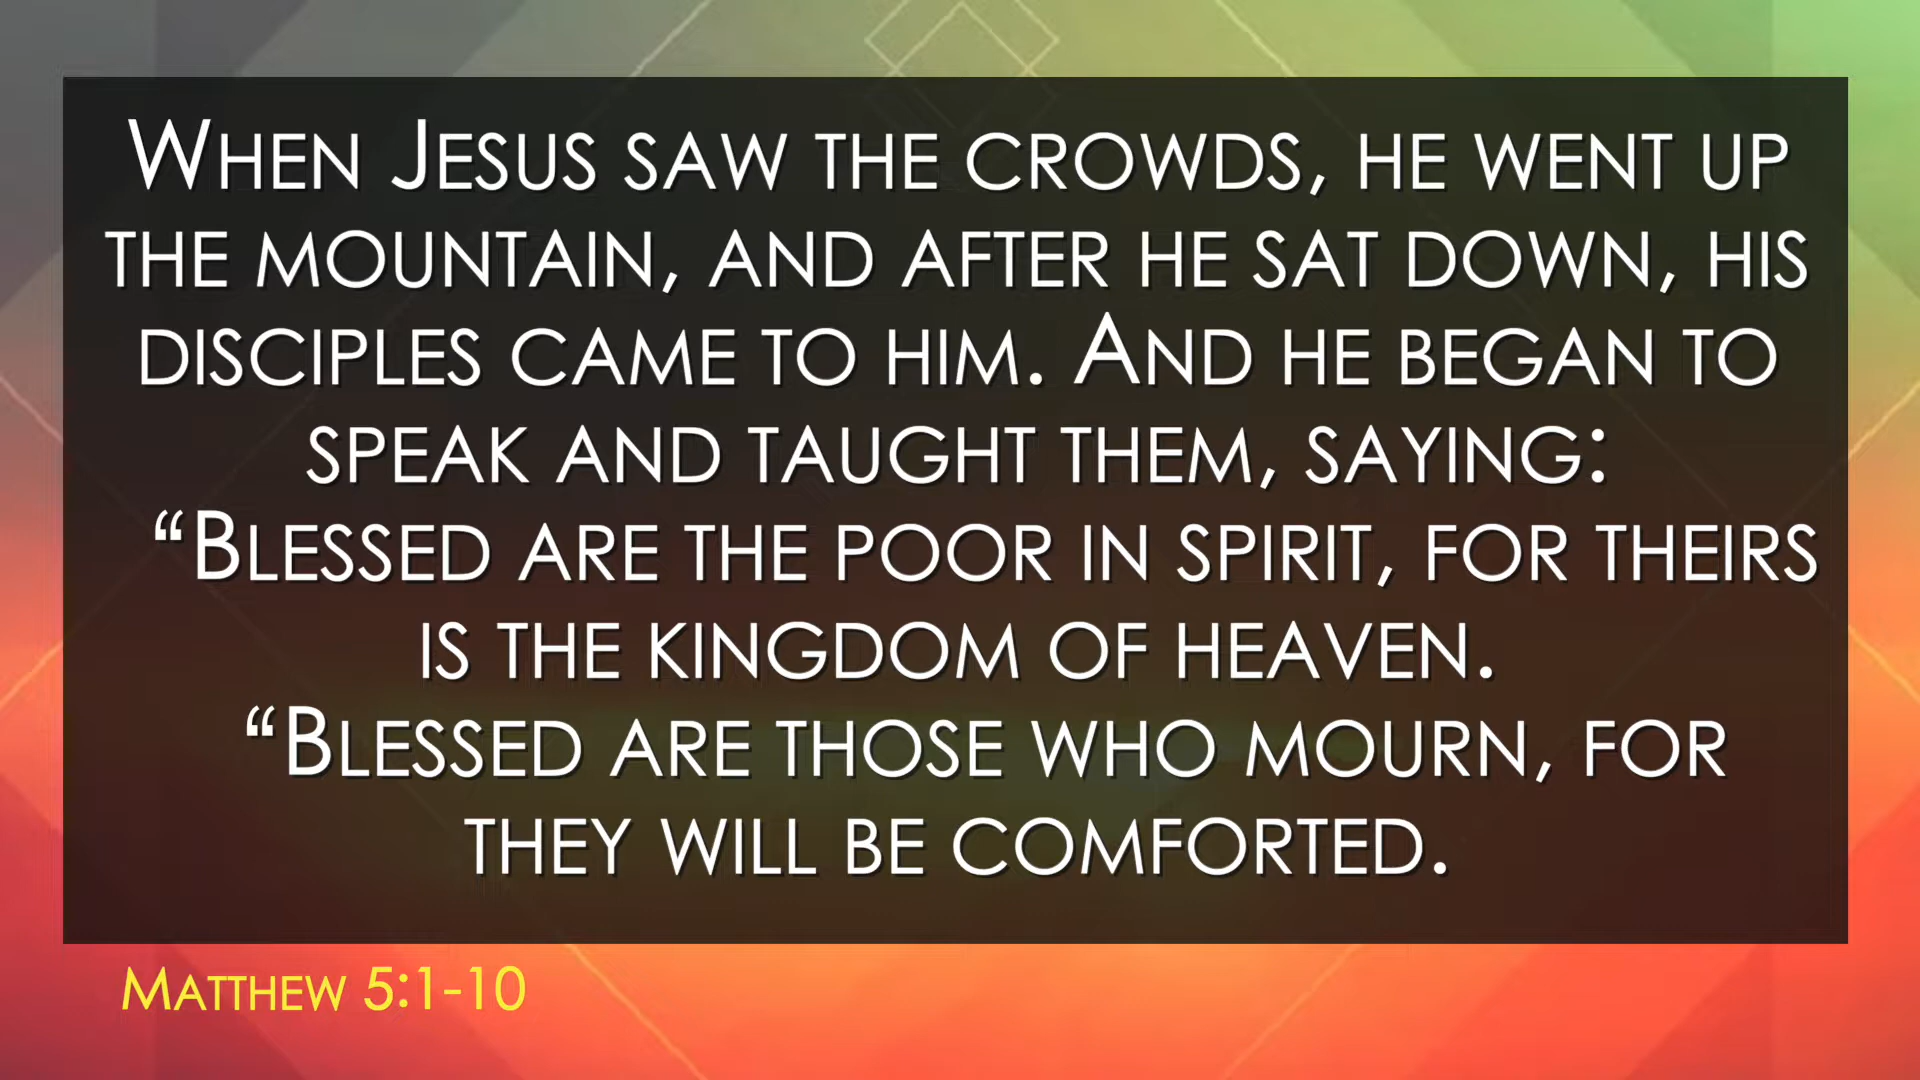 When Jesus saw the crowds, he went up
the mountain, and after he sat down, his
disciples came to him. And he began to
speak and taught them, saying:
“Blessed are the poor in spirit, for theirs
is the kingdom of heaven.
“Blessed are those who mourn, for
they will be comforted.
Matthew 5:1-10